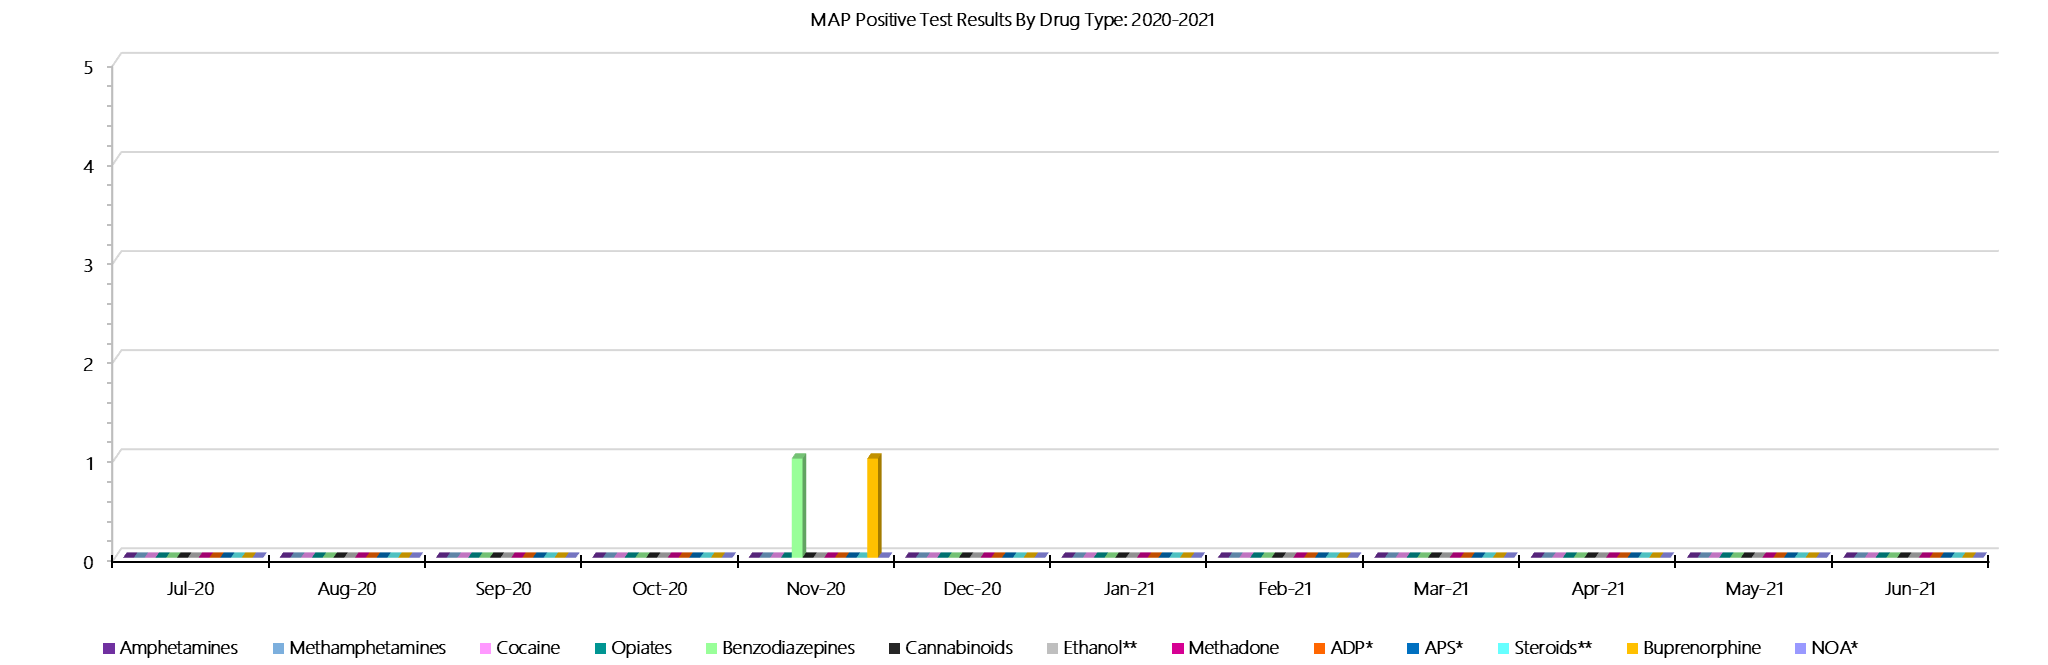 MAP Positive Test Results By Drug Type: 2020-2021
5
4
3
2
1
0
Jul-20 Aug-20 Sep-20 Oct-20 Nov-20 Dec-20 Jan-21 Feb-21 Mar-21 Apr-21 May-21 Jun-21
Amphetamines Methamphetamines Cocaine Opiates Benzodiazepines Cannabinoids Ethanol** Methadone ADP* APS* Steroids** Buprenorphine NOA*